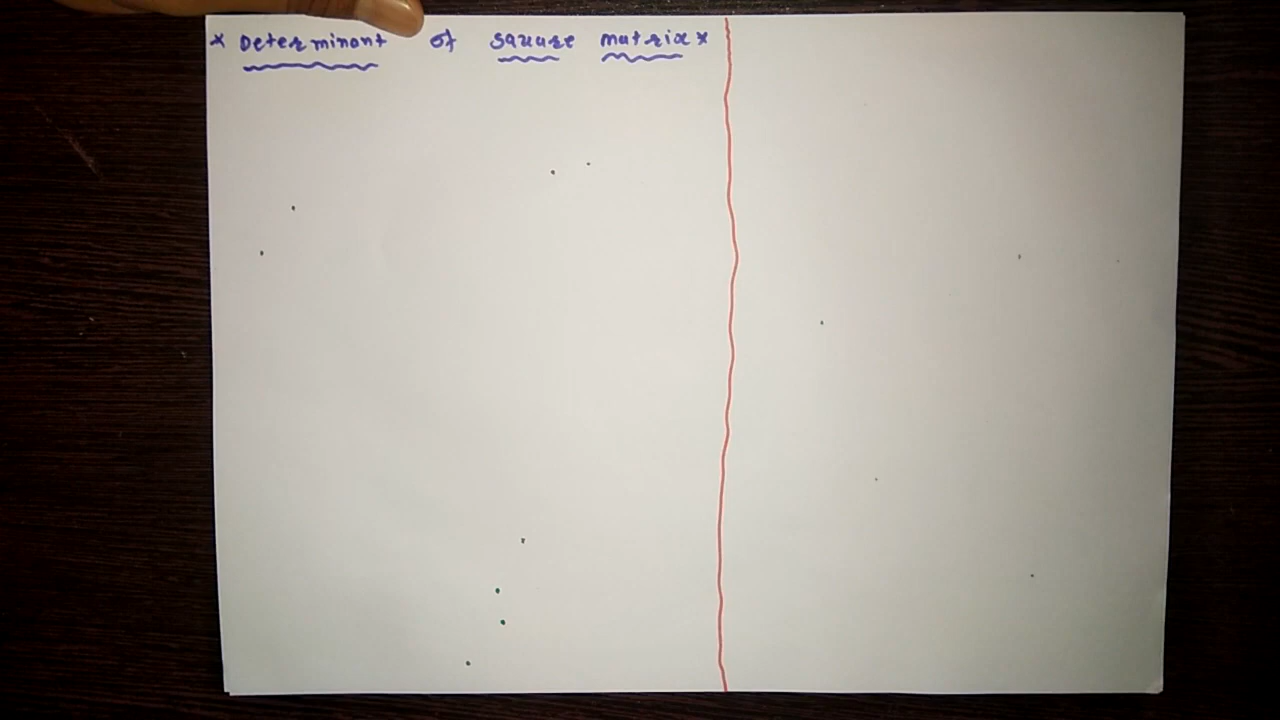 * Determinant of square matrix *